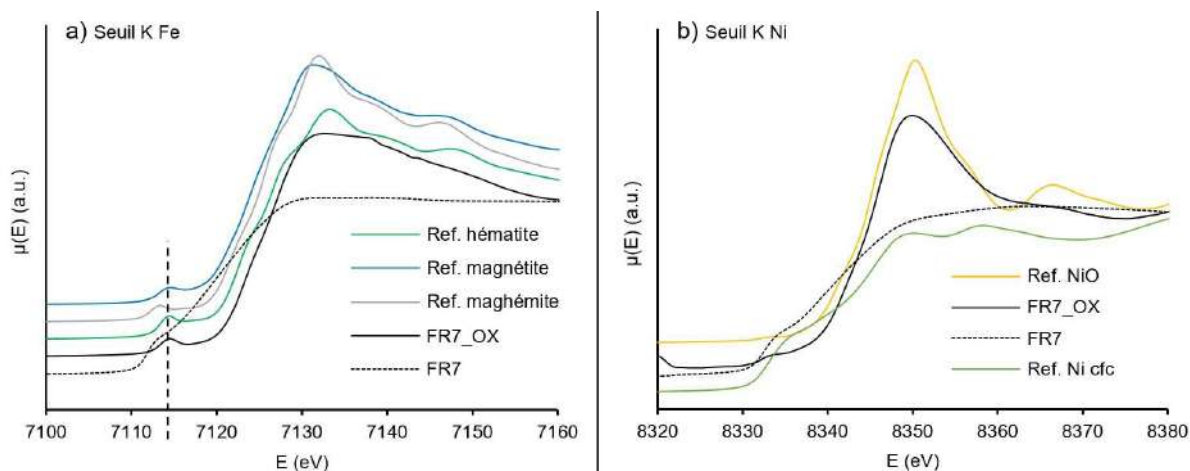 a) Seuil K Fe
μ(E) (a.u.)
Ref. hématite
Ref. magnétite
Ref. maghémite
FR7_OX
FR7
7100 7110 7120 7130 7140 7150 7160
E (eV)
b) Seuil K Ni
μ(E) (a.u.)
Ref. NiO
FR7_OX
FR7
Ref. Ni cfc
8320 8330 8340 8350 8360 8370 8380
E (eV)